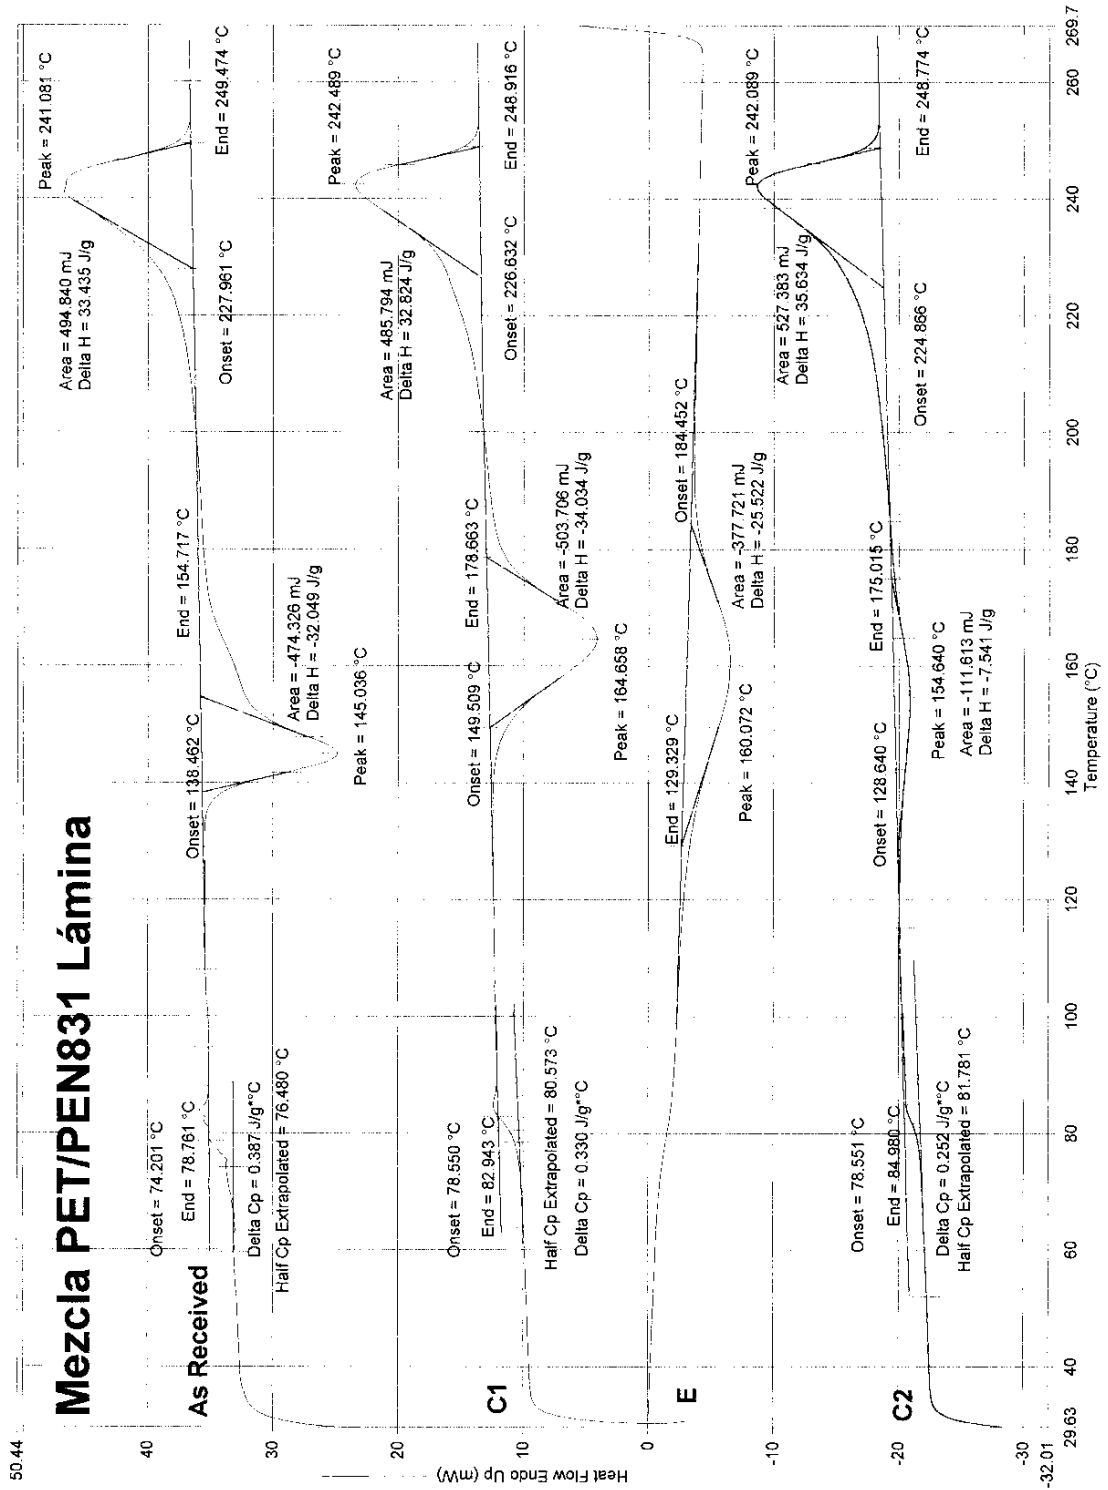 Mezcla PET/PEN831 Lámina
As Received
Onset = 74.201 °C
End = 78.761 °C
Delta Cp = 0.387 J/g*°C
Half Cp Extrapolated = 76.480 °C
Onset = 138.462 °C
End = 154.717 °C
Peak = 145.036 °C
Area = -474.326 mJ
Delta H = -32.049 J/g
Area = 494.840 mJ
Delta H = 33.435 J/g
Peak = 241.081 °C
Onset = 227.961 °C
End = 249.474 °C
C1
Onset = 78.550 °C
End = 82.943 °C
Half Cp Extrapolated = 80.573 °C
Delta Cp = 0.330 J/g*°C
Onset = 149.509 °C
End = 178.663 °C
Peak = 164.658 °C
Area = -503.706 mJ
Delta H = -34.034 J/g
Area = 485.794 mJ
Delta H = 32.824 J/g
Peak = 242.489 °C
Onset = 226.632 °C
End = 248.916 °C
E
End = 129.329 °C
Onset = 184.452 °C
Peak = 160.072 °C
Area = -377.721 mJ
Delta H = -25.522 J/g
C2
Onset = 78.551 °C
End = 84.980 °C
Delta Cp = 0.252 J/g*°C
Half Cp Extrapolated = 81.781 °C
Onset = 128.640 °C
End = 175.015 °C
Peak = 154.640 °C
Area = -111.613 mJ
Delta H = -7.541 J/g
Area = 527.383 mJ
Delta H = 35.634 J/g
Peak = 242.089 °C
Onset = 224.866 °C
End = 248.774 °C
Heat Flow Endo Up (mW)
50.44
40
30
20
10
0
-10
-20
-30
-32.01
29.63
40
60
80
100
120
140
160
180
200
220
240
260
269.7
Temperature (°C)